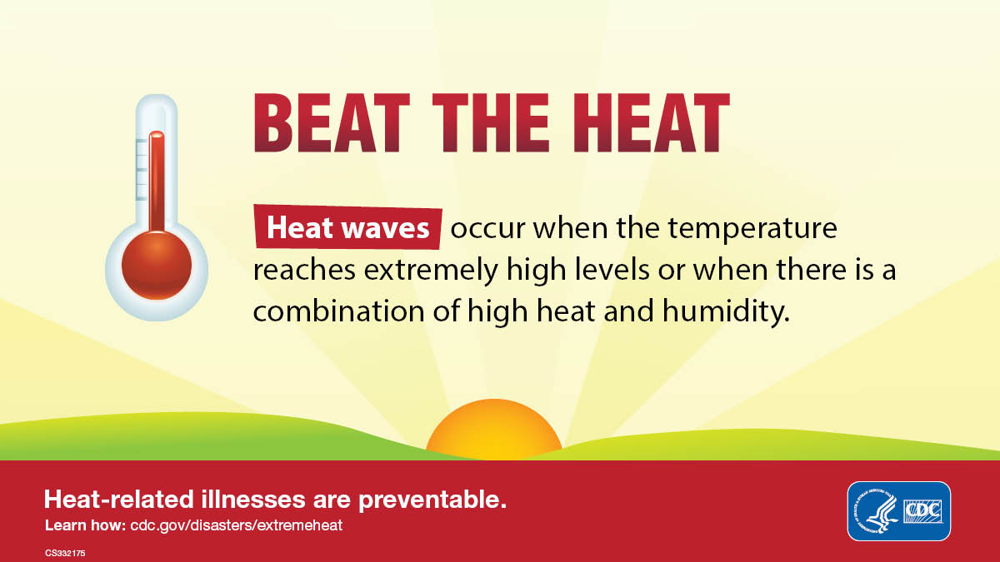 BEAT THE HEAT
Heat waves occur when the temperature
reaches extremely high levels or when there is a
combination of high heat and humidity.
Heat-related illnesses are preventable.
Learn how: cdc.gov/disasters/extremeheat
CS332175
CDC